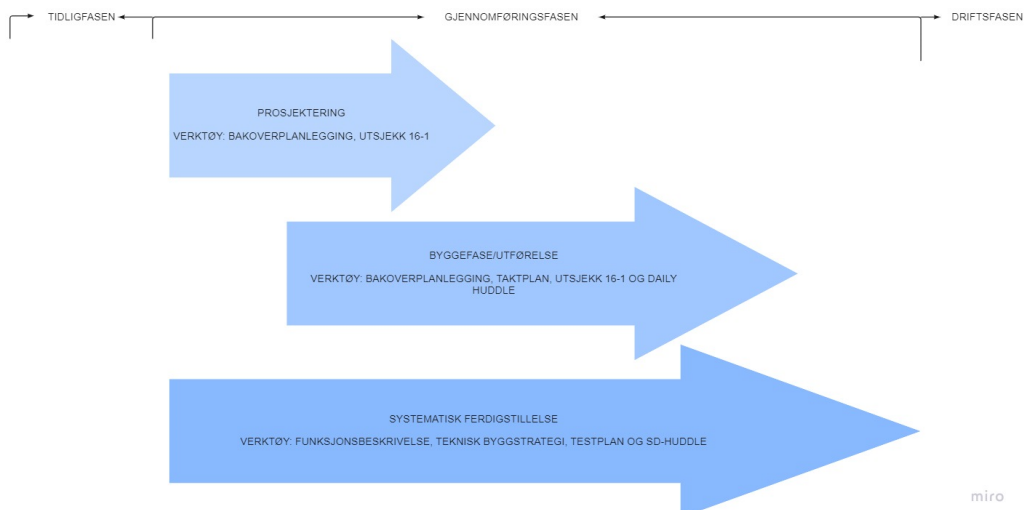 TIDLIGFASEN
GJENNOMFØRINGSFASEN
DRIFTSFASEN
PROSJEKTERING
VERKTØY: BAKOVERPLANLEGGING, UTSJEKK 16-1
BYGGEFASE/UTFØRELSE
VERKTØY: BAKOVERPLANLEGGING, TAKTPLAN, UTSJEKK 16-1 OG DAILY
HUDDLE
SYSTEMATISK FERDIGSTILLELSE
VERKTØY: FUNKSJONSBESKRIVELSE, TEKNISK BYGGSTRATEGI, TESTPLAN OG SD-HUDDLE
miro